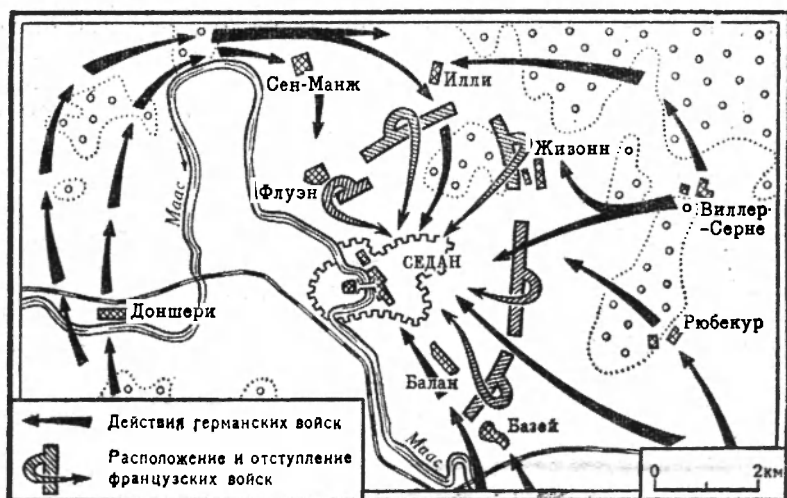 Сен-Манж
Илли
Живонн
Маас
Флуэн
Виллер-
-Серне
СЕДАН
Доншери
Рюбекур
Балан
Базей
Маас
Действия германских войск
Расположение и отступление
французских войск
0 2км